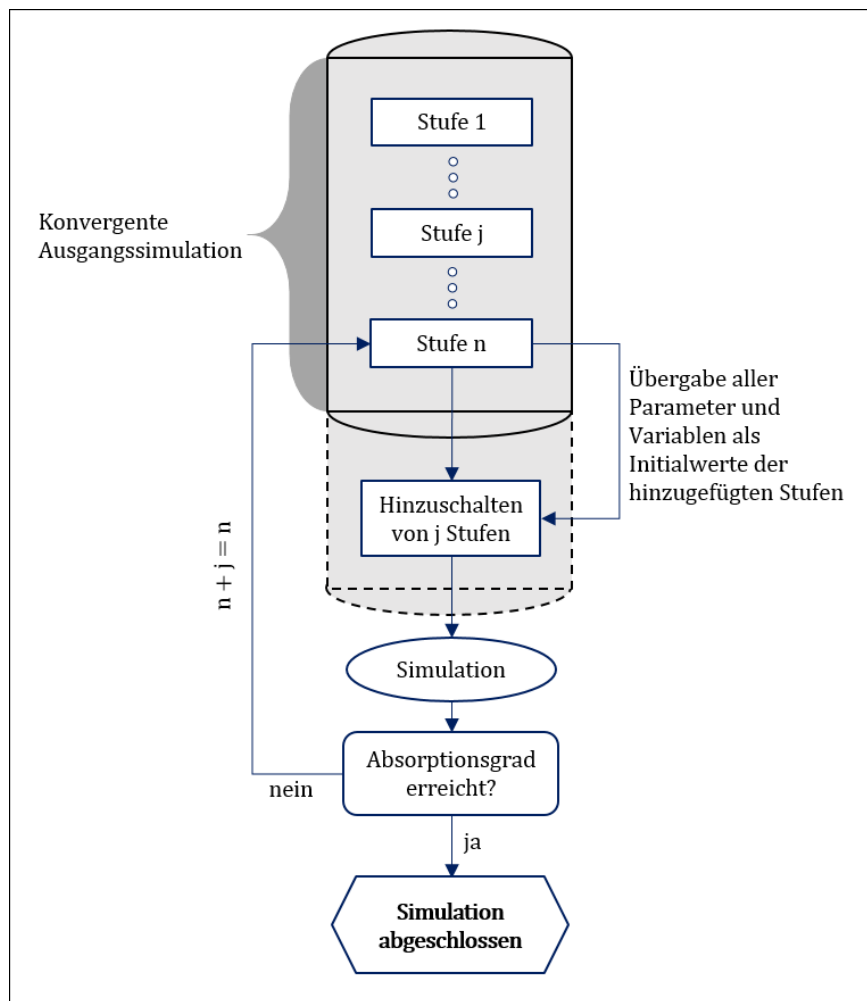 Stufe 1
Konvergente
Ausgangssimulation
Stufe j
Stufe n
Übergabe aller
Parameter und
Variablen als
Initialwerte der
hinzugefügten Stufen
Hinzuschalten
von j Stufen
n + j = n
Simulation
Absorptionsgrad
erreicht?
nein
ja
Simulation
abgeschlossen